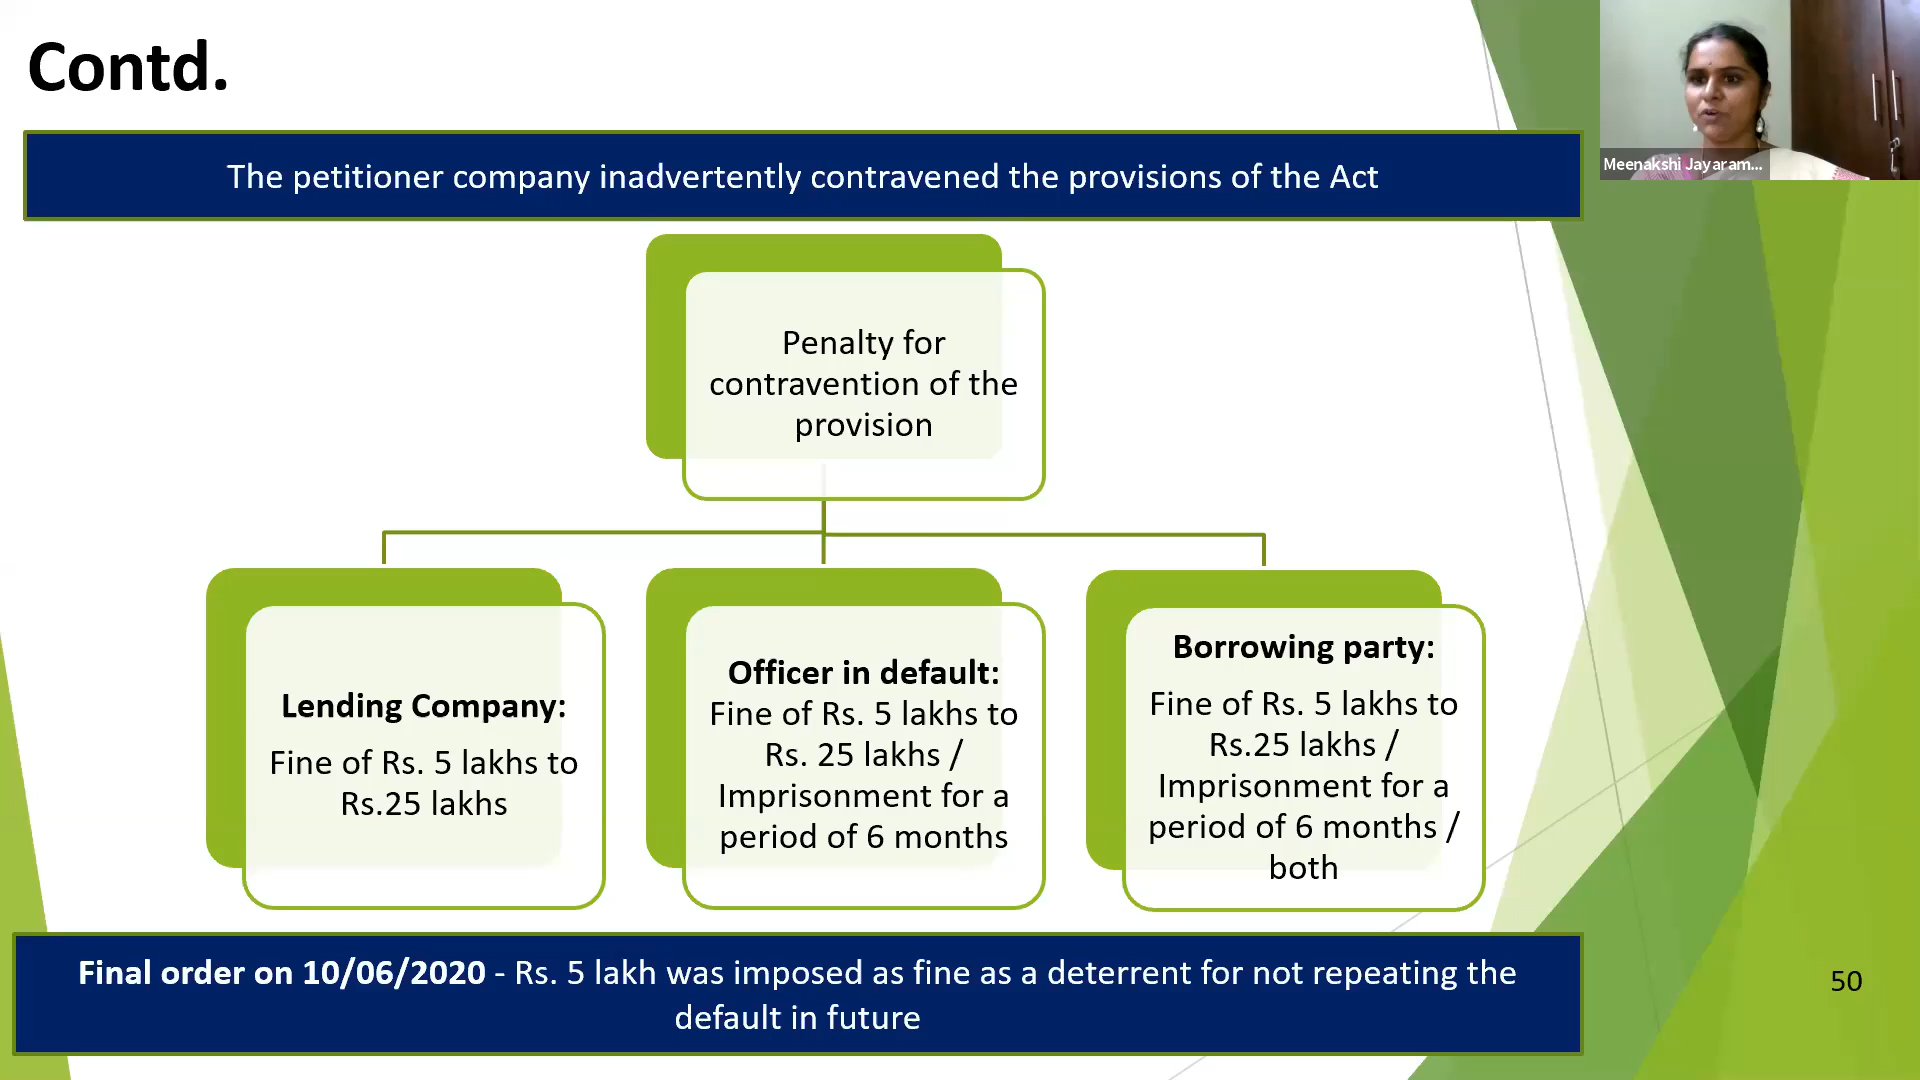 Contd.
Meenakshi Jayaram...
The petitioner company inadvertently contravened the provisions of the Act
Penalty for
contravention of the
provision
Lending Company:
Fine of Rs. 5 lakhs to
Rs.25 lakhs
Officer in default:
Fine of Rs. 5 lakhs to
Rs. 25 lakhs /
Imprisonment for a
period of 6 months
Borrowing party:
Fine of Rs. 5 lakhs to
Rs.25 lakhs /
Imprisonment for a
period of 6 months /
both
Final order on 10/06/2020 - Rs. 5 lakh was imposed as fine as a deterrent for not repeating the
default in future
50